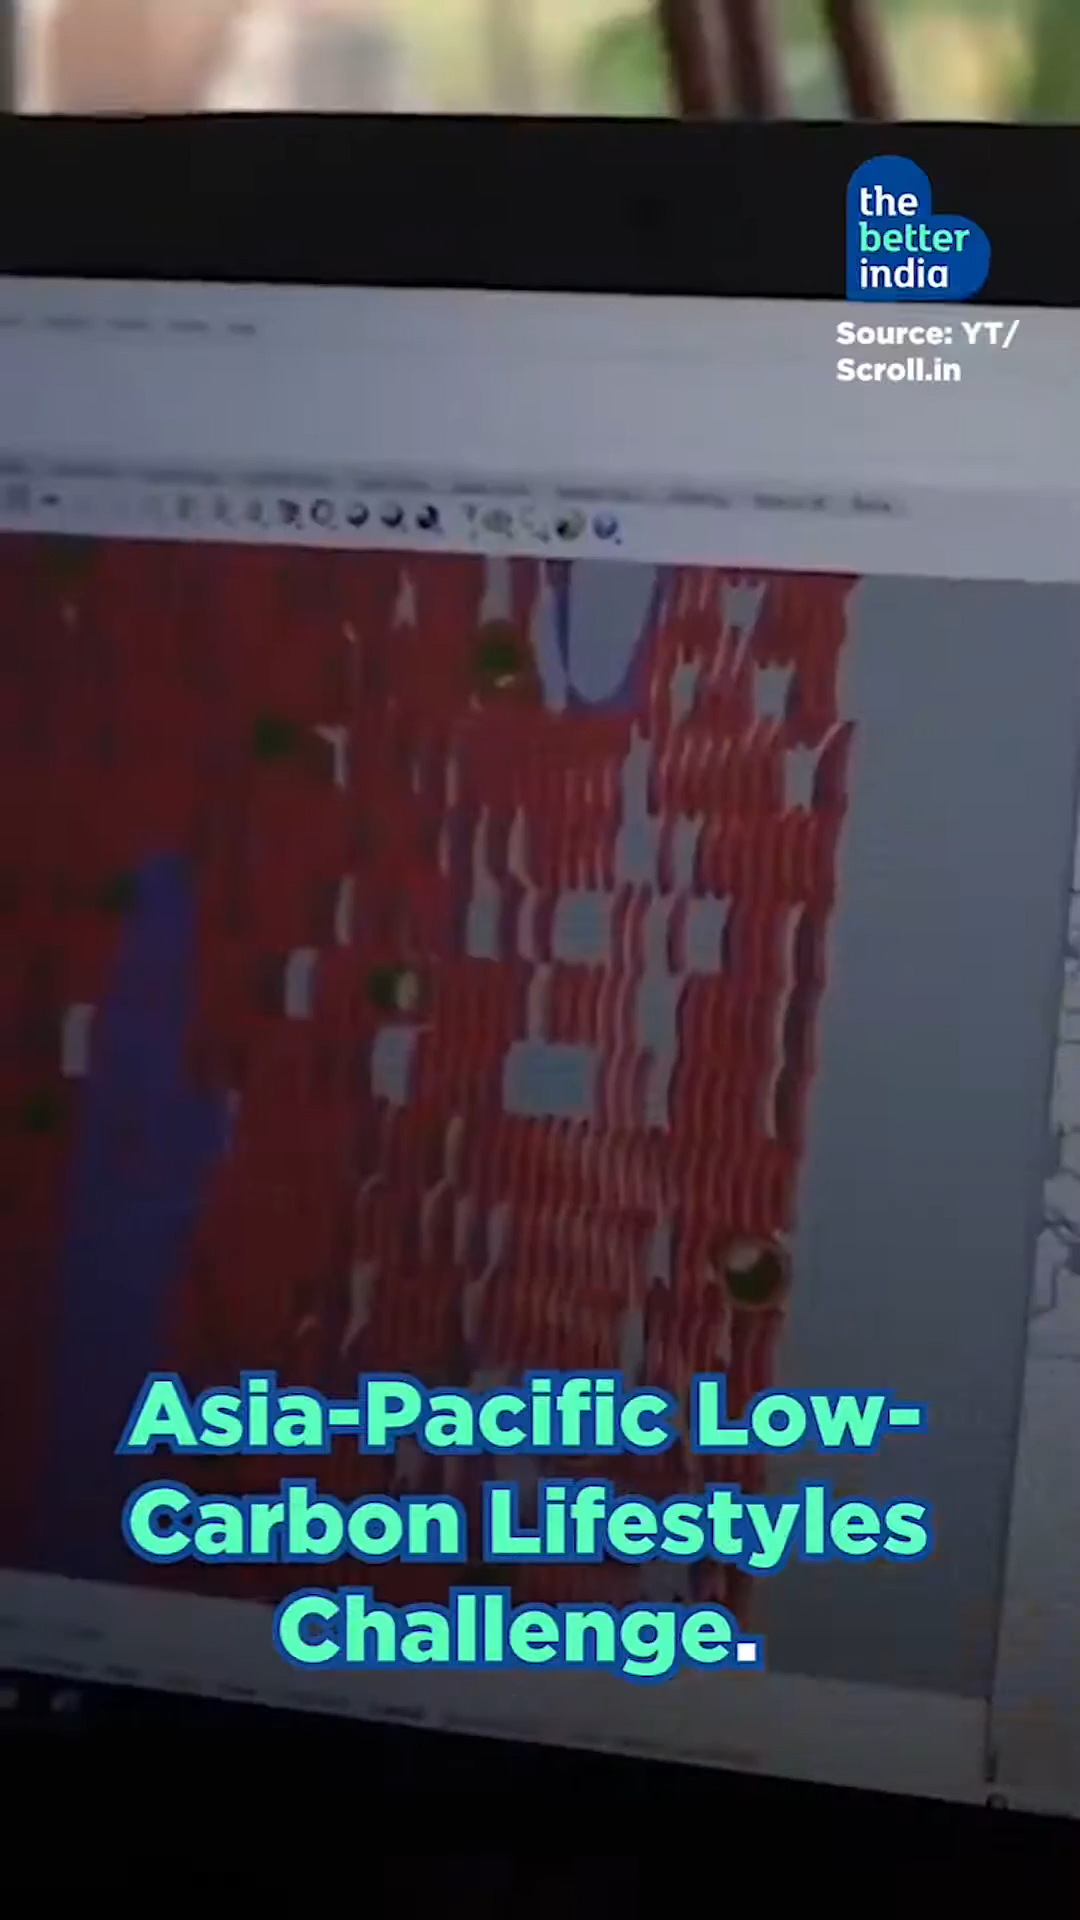 the
better
india
Source: YT/
Scroll.in
Asia-Pacific Low-
Carbon Lifestyles
Challenge.